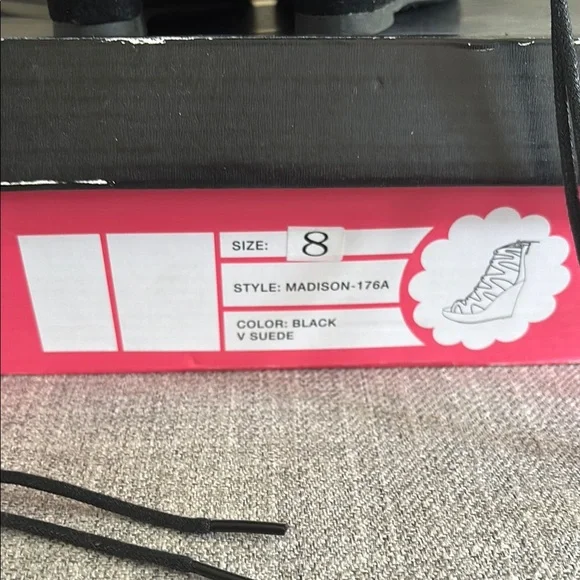 SIZE: 8
STYLE: MADISON-176A
COLOR: BLACK
V SUEDE